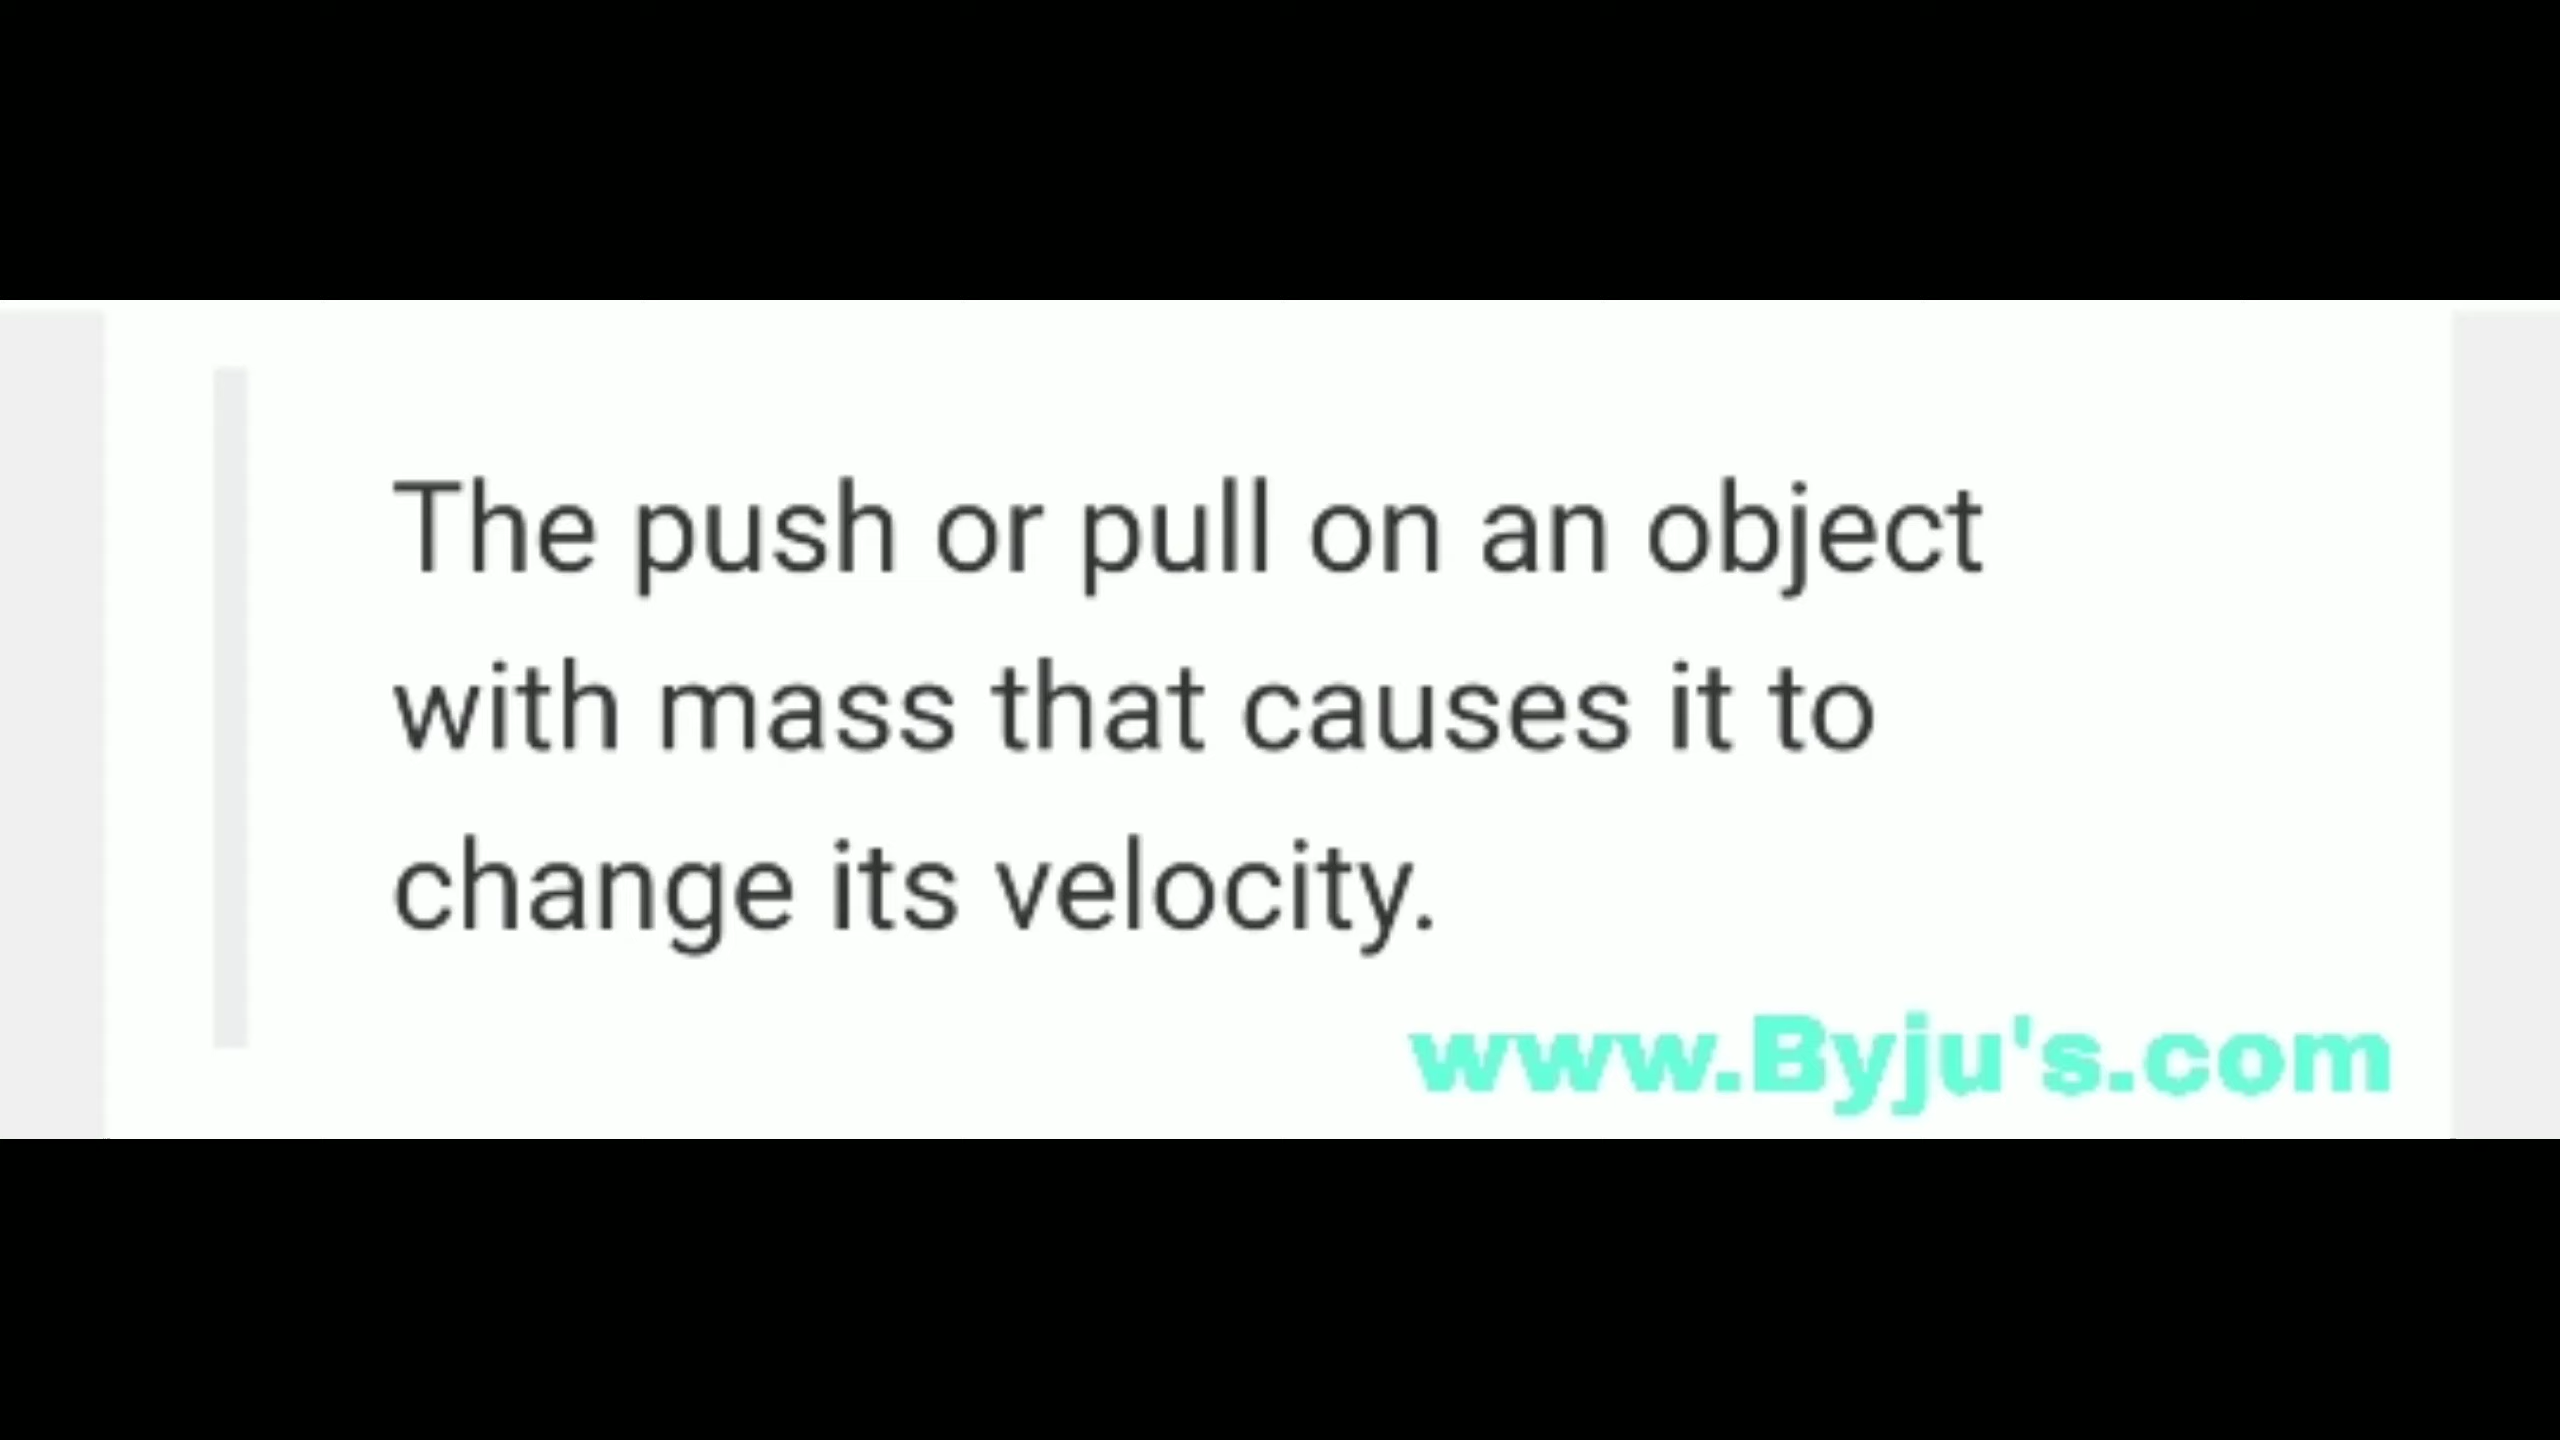 The push or pull on an object
with mass that causes it to
change its velocity.
www.Byju's.com